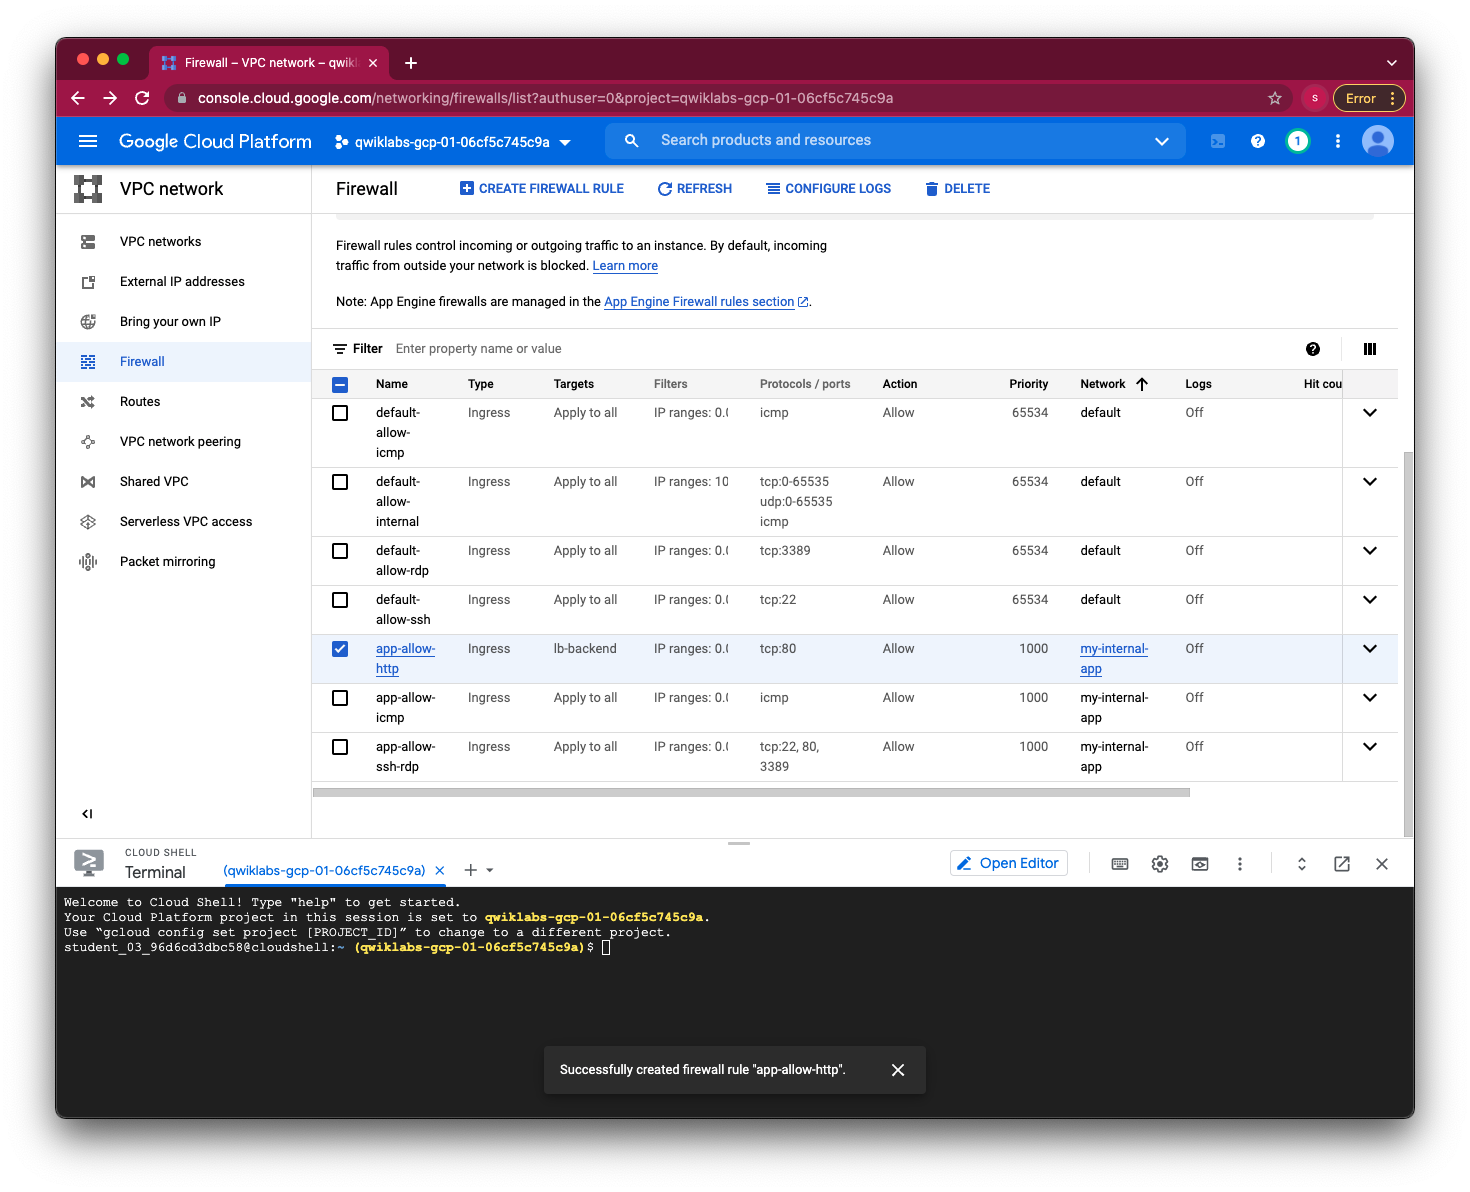 Firewall – VPC network – qwikl
console.cloud.google.com/networking/firewalls/list?authuser=0&project=qwiklabs-gcp-01-06cf5c745c9a
S
Error
Google Cloud Platform
qwiklabs-gcp-01-06cf5c745c9a
Search products and resources
1
VPC network
Firewall
CREATE FIREWALL RULE
REFRESH
CONFIGURE LOGS
DELETE
VPC networks
External IP addresses
Bring your own IP
Firewall
Routes
VPC network peering
Shared VPC
Serverless VPC access
Packet mirroring
Firewall rules control incoming or outgoing traffic to an instance. By default, incoming
traffic from outside your network is blocked. Learn more
Note: App Engine firewalls are managed in the App Engine Firewall rules section.
Filter Enter property name or value
Name Type Targets Filters Protocols / ports Action Priority Network Logs Hit cou
default-allow-icmp Ingress Apply to all IP ranges: 0.0 icmp Allow 65534 default Off
default-allow-internal Ingress Apply to all IP ranges: 10 tcp:0-65535 udp:0-65535 icmp Allow 65534 default Off
default-allow-rdp Ingress Apply to all IP ranges: 0.0 tcp:3389 Allow 65534 default Off
default-allow-ssh Ingress Apply to all IP ranges: 0.0 tcp:22 Allow 65534 default Off
app-allow-http Ingress lb-backend IP ranges: 0.0 tcp:80 Allow 1000 my-internal-app Off
app-allow-icmp Ingress Apply to all IP ranges: 0.0 icmp Allow 1000 my-internal-app Off
app-allow-ssh-rdp Ingress Apply to all IP ranges: 0.0 tcp:22, 80, 3389 Allow 1000 my-internal-app Off
CLOUD SHELL
Terminal
(qwiklabs-gcp-01-06cf5c745c9a)
Open Editor
Welcome to Cloud Shell! Type "help" to get started.
Your Cloud Platform project in this session is set to qwiklabs-gcp-01-06cf5c745c9a.
Use “gcloud config set project [PROJECT_ID]” to change to a different project.
student_03_96d6cd3dbc58@cloudshell:~ (qwiklabs-gcp-01-06cf5c745c9a)$
Successfully created firewall rule "app-allow-http".